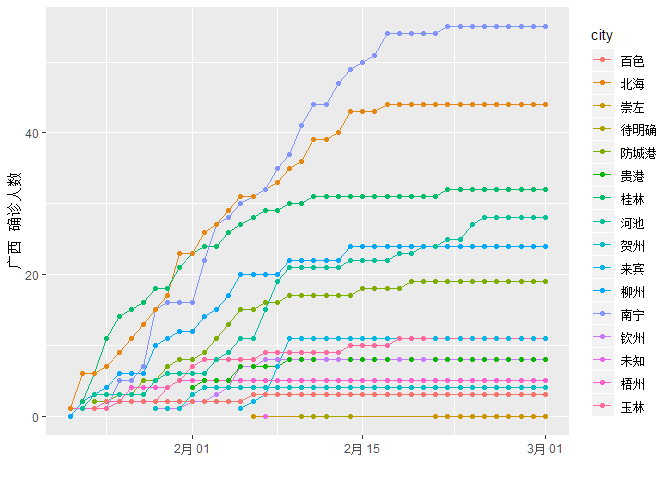 广西 确诊人数
40
20
0
2月 01
2月 15
3月 01
city
百色
北海
崇左
待明确
防城港
贵港
桂林
河池
贺州
来宾
柳州
南宁
钦州
未知
梧州
玉林